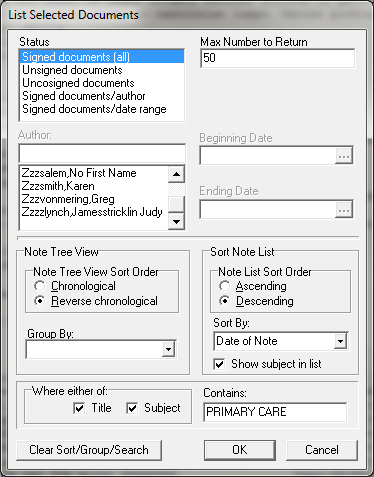 List Selected Documents
Status
Signed documents (all)
Unsigned documents
Uncosigned documents
Signed documents/author
Signed documents/date range
Max Number to Return
50
Author:
Zzzsalem,No First Name
Zzzsmith,Karen
Zzzvonmering,Greg
Zzzzlynch,Jamesstricklin Judy
Beginning Date
...
Ending Date
...
Note Tree View
Note Tree View Sort Order
Chronological
Reverse chronological
Group By:
Sort Note List
Note List Sort Order
Ascending
Descending
Sort By:
Date of Note
Show subject in list
Where either of:
Title Subject
Contains:
PRIMARY CARE
Clear Sort/Group/Search OK Cancel